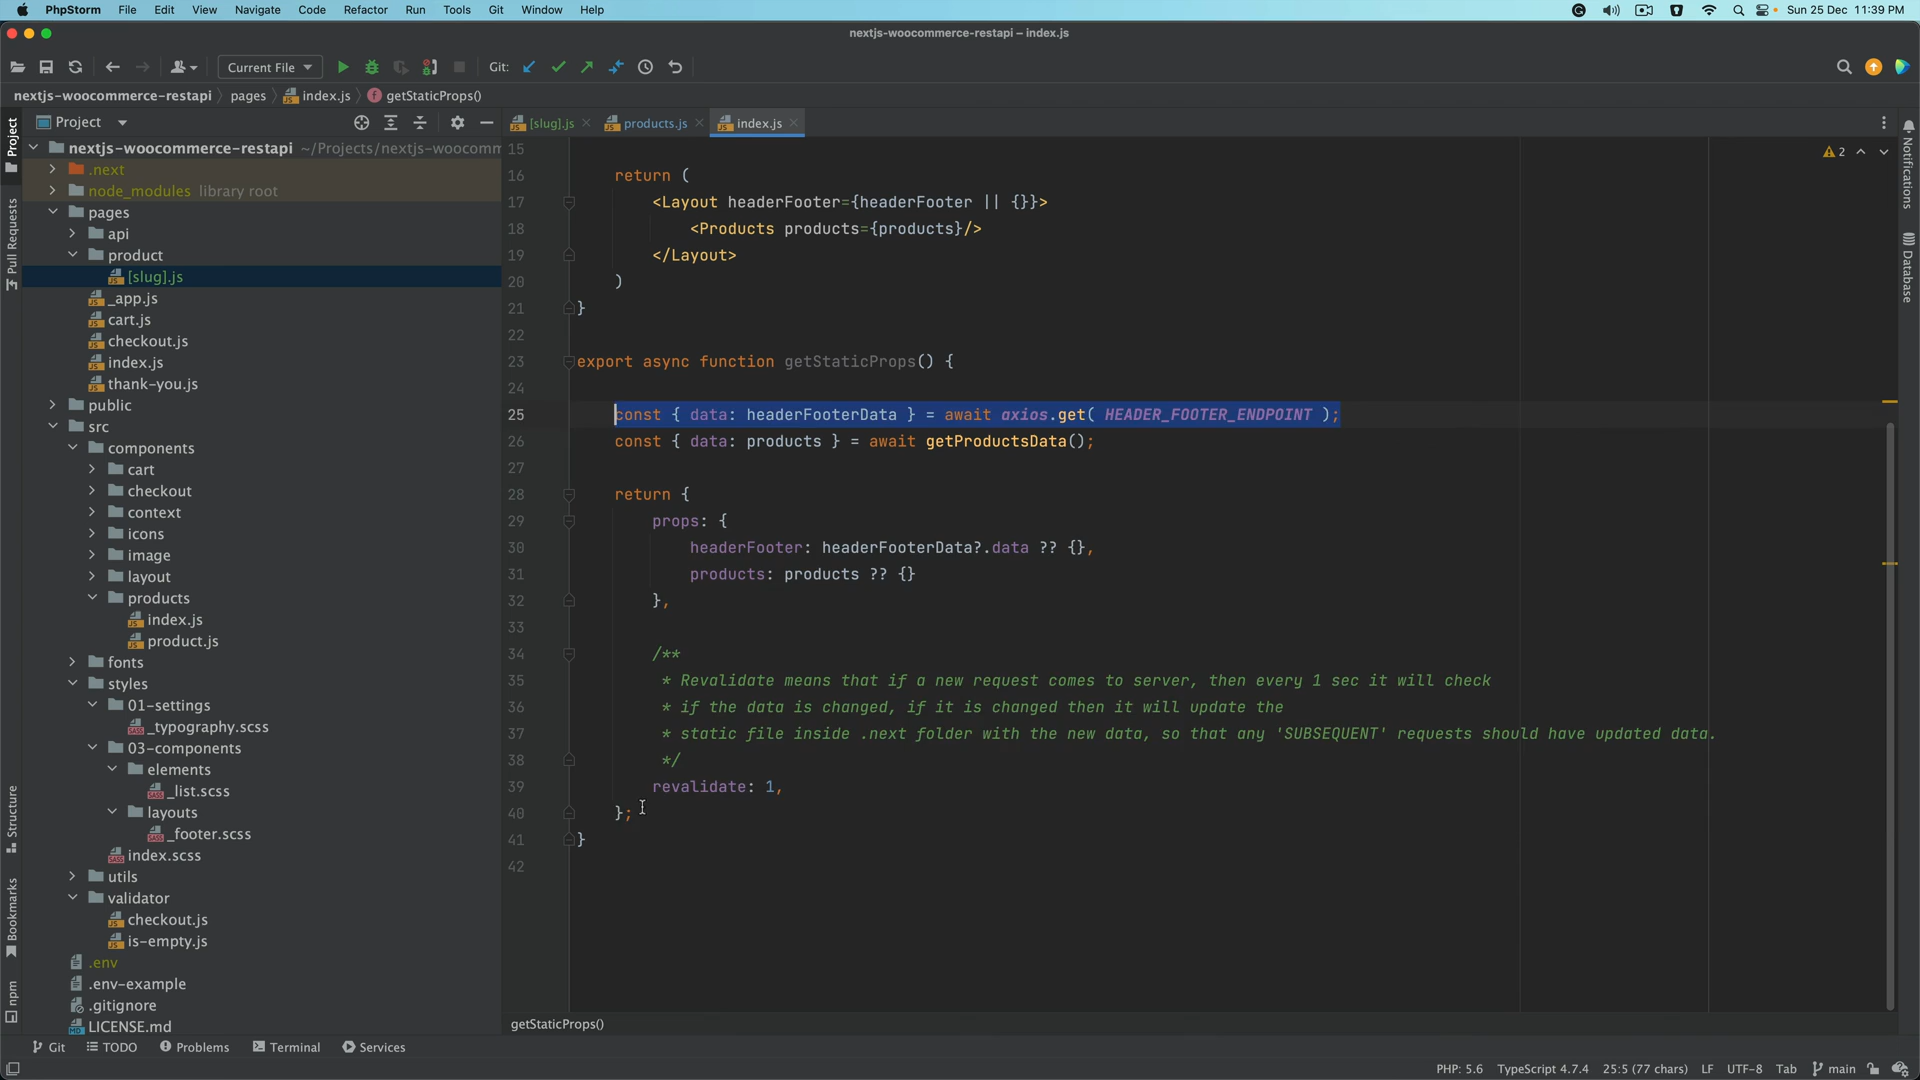 PhpStorm File Edit View Navigate Code Refactor Run Tools Git Window Help Sun 25 Dec 11:39 PM
nextjs-woocommerce-restapi – index.js
Current File Git:
nextjs-woocommerce-restapi pages index.js getStaticProps()
Project
[slug].js products.js index.js
nextjs-woocommerce-restapi ~/Projects/nextjs-woocomm
.next
node_modules library root
pages
api
product
[slug].js
_app.js
cart.js
checkout.js
index.js
thank-you.js
public
src
components
cart
checkout
context
icons
image
layout
products
index.js
product.js
fonts
styles
01-settings
_typography.scss
03-components
elements
_list.scss
layouts
_footer.scss
index.scss
utils
validator
checkout.js
is-empty.js
.env
.env-example
.gitignore
LICENSE.md
Project
Pull Requests
Structure
Bookmarks
npm
15
16 return (
17 <Layout headerFooter={headerFooter || {}}>
18 <Products products={products}/>
19 </Layout>
20 )
21 }
22
23 export async function getStaticProps() {
24
25 const { data: headerFooterData } = await axios.get( HEADER_FOOTER_ENDPOINT );
26 const { data: products } = await getProductsData();
27
28 return {
29 props: {
30 headerFooter: headerFooterData?.data ?? {},
31 products: products ?? {}
32 },
33
34 /**
35 * Revalidate means that if a new request comes to server, then every 1 sec it will check
36 * if the data is changed, if it is changed then it will update the
37 * static file inside .next folder with the new data, so that any 'SUBSEQUENT' requests should have updated data.
38 */
39 revalidate: 1,
40 };
41 }
42
2
Notifications
Database
getStaticProps()
Git TODO Problems Terminal Services
PHP: 5.6 TypeScript 4.7.4 25:5 (77 chars) LF UTF-8 Tab main